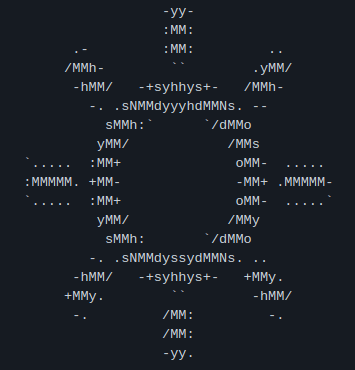 -yy-
:MM:
.-         :MM:         ..
/MMh-        ``        .yMM/
-hMM/   -+syhhys+-   /MMh-
-. .sNMMdyyyhdMMNs. --
sMMh:`      `/dMMo
yMM/            /MMs
`.....  :MM+              oMM-  .....
:MMMMM. +MM-              -MM+ .MMMMM-
`.....  :MM+              oMM-  .....`
yMM/            /MMy
sMMh:       `/dMMo
-. .sNMMdyssydMMNs. ..
-hMM/   -+syhhys+-   +MMy.
+MMy.        ``        -hMM/
-.         /MM:         -.
/MM:
-yy.